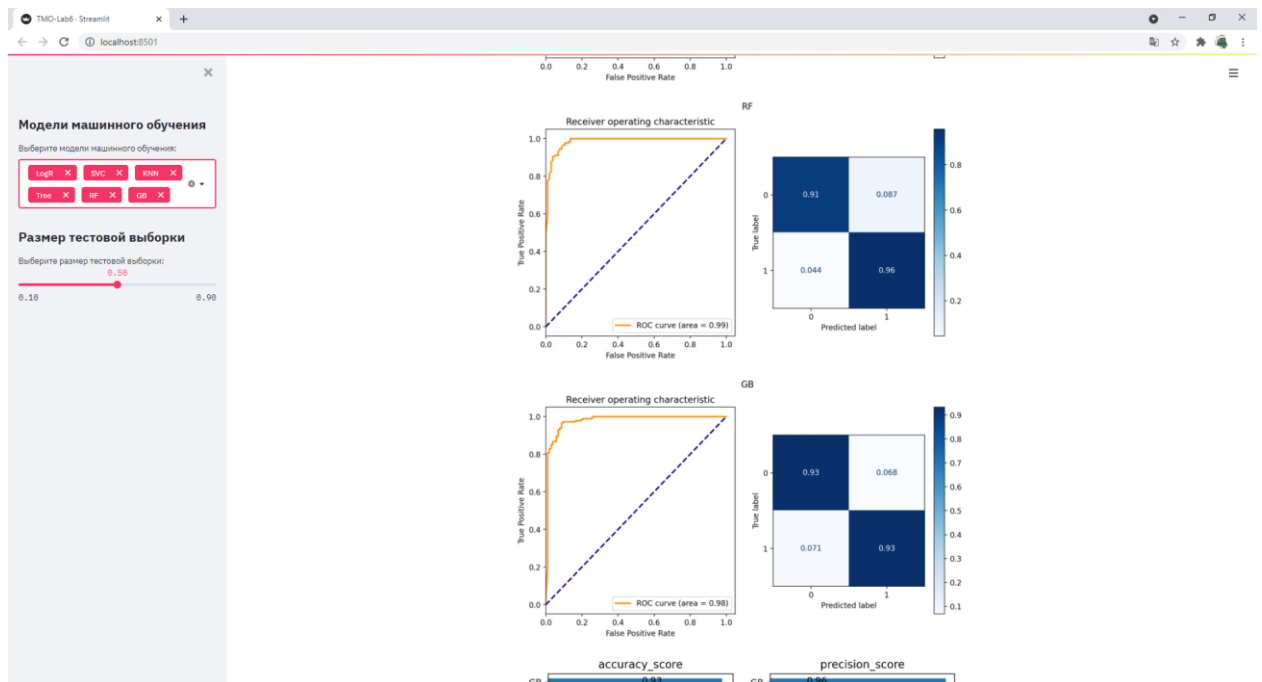 TMO-Lab6 · Streamlit
localhost:8501
Модели машинного обучения
Выберите модели машинного обучения:
LogR SVC KNN
Tree RF GB
Размер тестовой выборки
Выберите размер тестовой выборки:
0.50
0.10 0.90
0.0 0.2 0.4 0.6 0.8 1.0
False Positive Rate
RF
Receiver operating characteristic
1.0
0.8
0.6
0.4
0.2
0.0
True Positive Rate
ROC curve (area = 0.99)
0.0 0.2 0.4 0.6 0.8 1.0
False Positive Rate
True label
0 0.91 0.087
1 0.044 0.96
0 1
Predicted label
0.8
0.6
0.4
0.2
GB
Receiver operating characteristic
1.0
0.8
0.6
0.4
0.2
0.0
True Positive Rate
ROC curve (area = 0.98)
0.0 0.2 0.4 0.6 0.8 1.0
False Positive Rate
True label
0 0.93 0.068
1 0.071 0.93
0 1
Predicted label
0.9
0.8
0.7
0.6
0.5
0.4
0.3
0.2
0.1
accuracy_score
GB 0.93
precision_score
GB 0.96